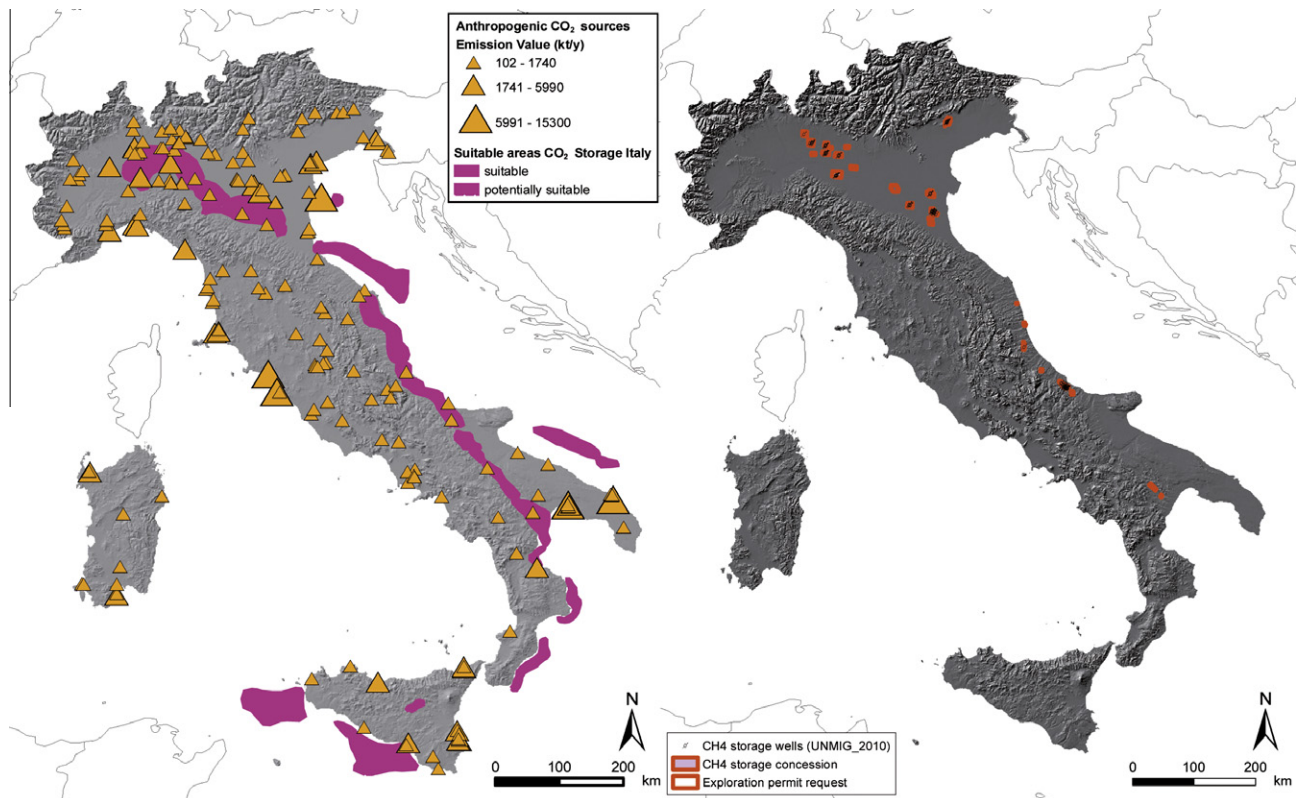 Anthropogenic CO₂ sources
Emission Value (kt/y)
102 - 1740
1741 - 5990
5991 - 15300
Suitable areas CO₂ Storage Italy
suitable
potentially suitable
N
0 50 100 200
km
CH4 storage wells (UNMIG_2010)
CH4 storage concession
Exploration permit request
N
0 50 100 200
km